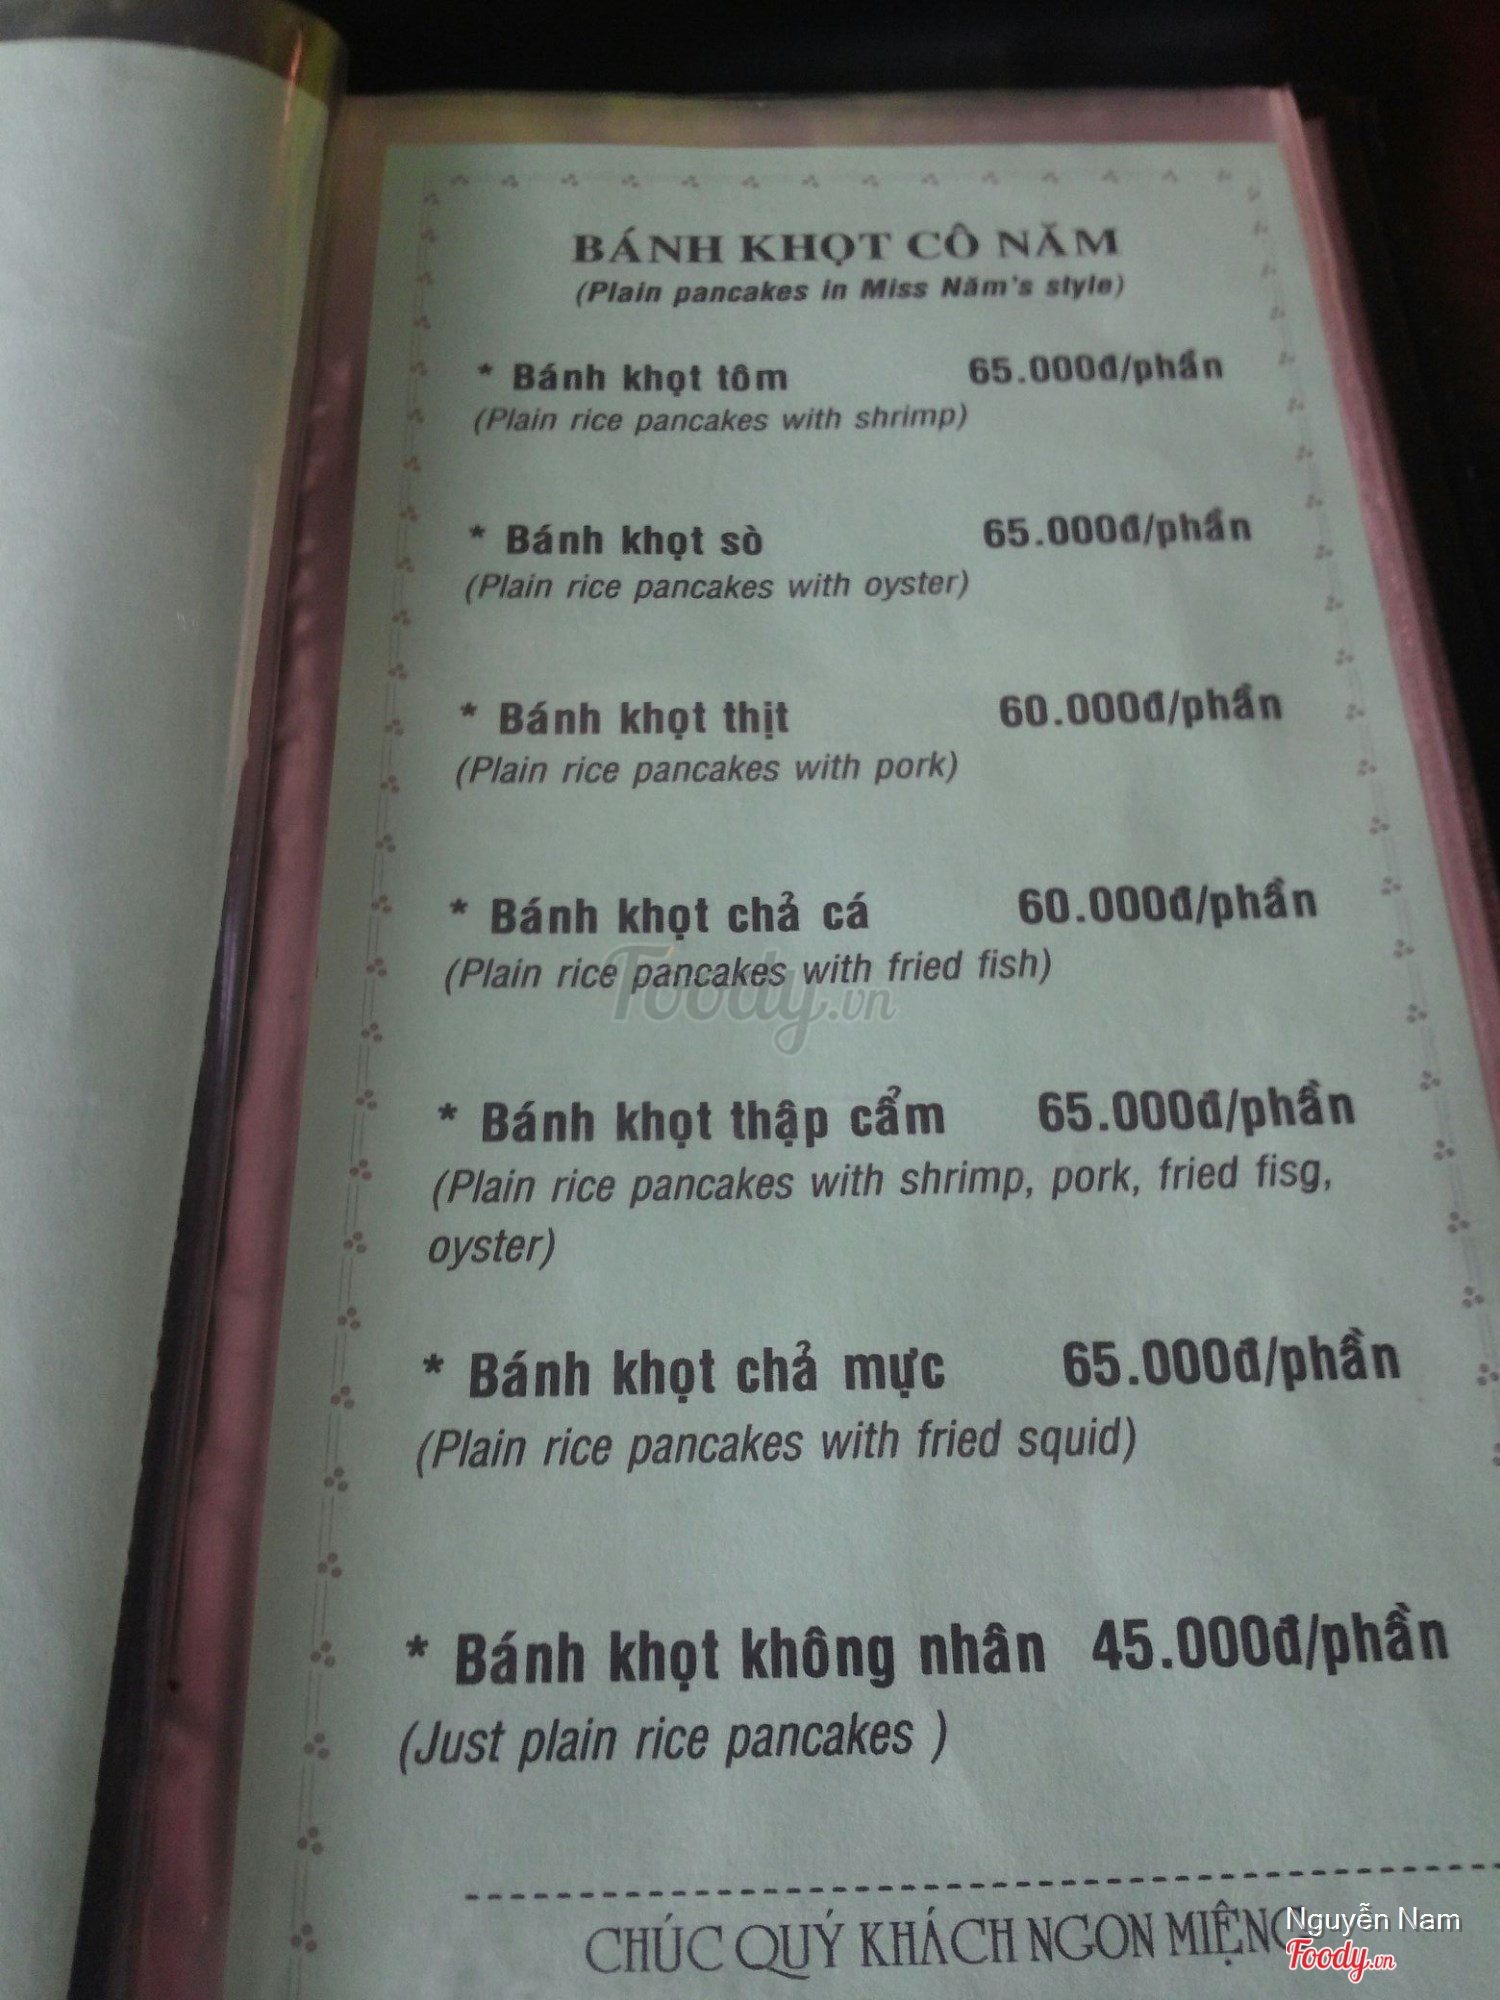 BÁNH KHỌT CÔ NĂM
(Plain pancakes in Miss Năm's style)
* Bánh khọt tôm 65.000đ/phần
(Plain rice pancakes with shrimp)
* Bánh khọt sò 65.000đ/phần
(Plain rice pancakes with oyster)
* Bánh khọt thịt 60.000đ/phần
(Plain rice pancakes with pork)
* Bánh khọt chả cá 60.000đ/phần
(Plain rice pancakes with fried fish)
Foody.vn
* Bánh khọt thập cẩm 65.000đ/phần
(Plain rice pancakes with shrimp, pork, fried fisg,
oyster)
* Bánh khọt chả mực 65.000đ/phần
(Plain rice pancakes with fried squid)
* Bánh khọt không nhân 45.000đ/phần
(Just plain rice pancakes )
CHÚC QUÝ KHÁCH NGON MIỆNG
Nguyễn Nam
Foody.vn